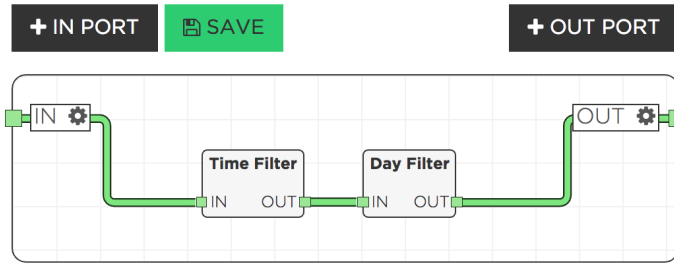 + IN PORT
SAVE
+ OUT PORT
IN
OUT
Time Filter
Day Filter
IN OUT
IN OUT